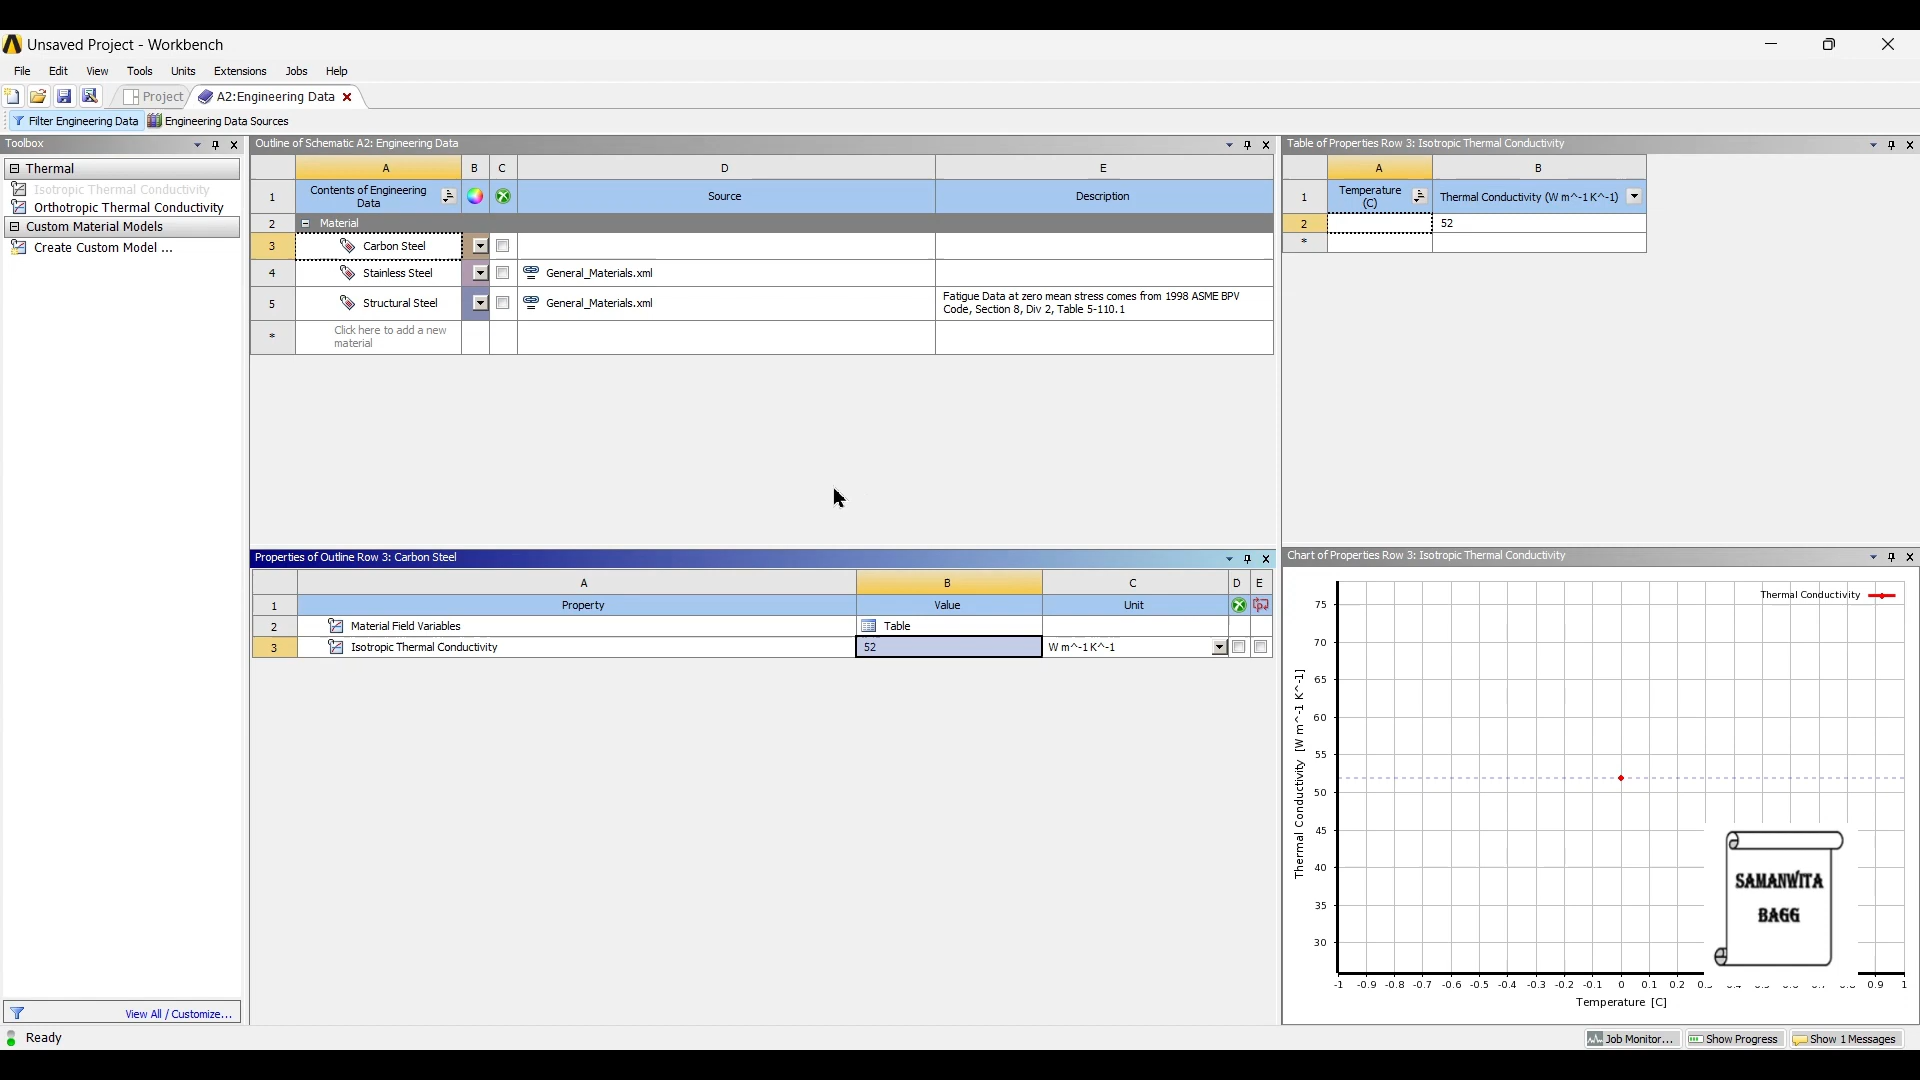 Unsaved Project - Workbench
File Edit View Tools Units Extensions Jobs Help
Project A2:Engineering Data
Filter Engineering Data Engineering Data Sources
Toolbox
Thermal
Isotropic Thermal Conductivity
Orthotropic Thermal Conductivity
Custom Material Models
Create Custom Model ...
View All / Customize...
Outline of Schematic A2: Engineering Data
A B C D E
1 Contents of Engineering Data Source Description
2 Material
3 Carbon Steel
4 Stainless Steel General_Materials.xml
5 Structural Steel General_Materials.xml Fatigue Data at zero mean stress comes from 1998 ASME BPV
Code, Section 8, Div 2, Table 5-110.1
* Click here to add a new
material
Properties of Outline Row 3: Carbon Steel
A B C D E
1 Property Value Unit
2 Material Field Variables Table
3 Isotropic Thermal Conductivity 52 W m^-1 K^-1
Table of Properties Row 3: Isotropic Thermal Conductivity
A B
1 Temperature (C) Thermal Conductivity (W m^-1 K^-1)
2 52
*
Chart of Properties Row 3: Isotropic Thermal Conductivity
Thermal Conductivity
75
70
65
60
55
50
45
40
35
30
Thermal Conductivity [W m^-1 K^-1]
-1 -0.9 -0.8 -0.7 -0.6 -0.5 -0.4 -0.3 -0.2 -0.1 0 0.1 0.2 0.9 1
Temperature [C]
SAMANWITA
BAGG
Ready
Job Monitor... Show Progress Show 1 Messages